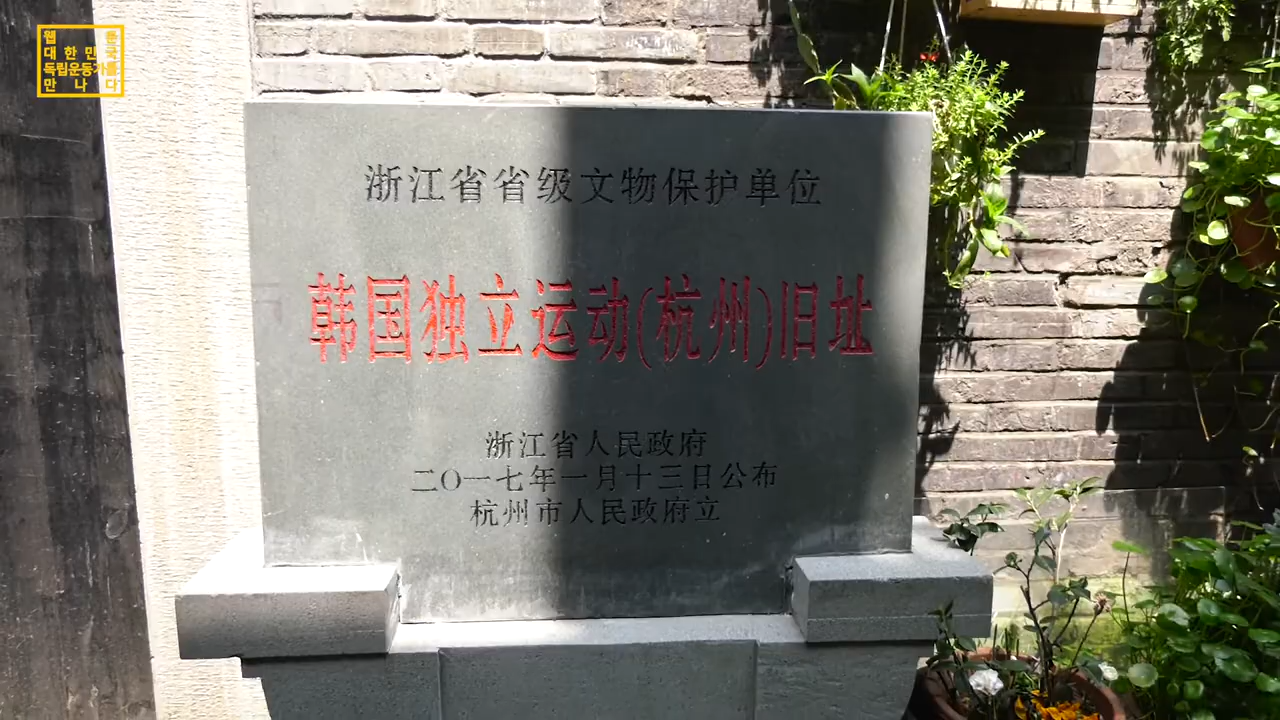 웹툰
대한민국
독립운동가를
만나다
浙江省省级文物保护单位
韩国独立运动(杭州)旧址
浙江省人民政府
二〇一七年一月十三日公布
杭州市人民政府立